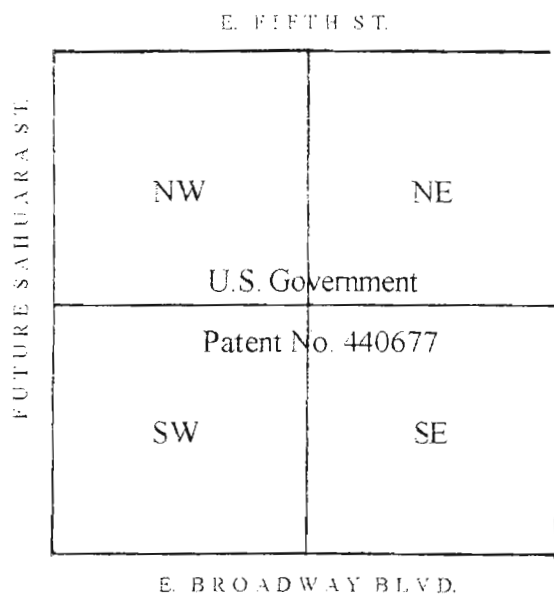 E. FIFTH ST.
FUTURE SAHUARA ST.
NW NE
U.S. Government
Patent No. 440677
SW SE
E. BROADWAY BLVD.